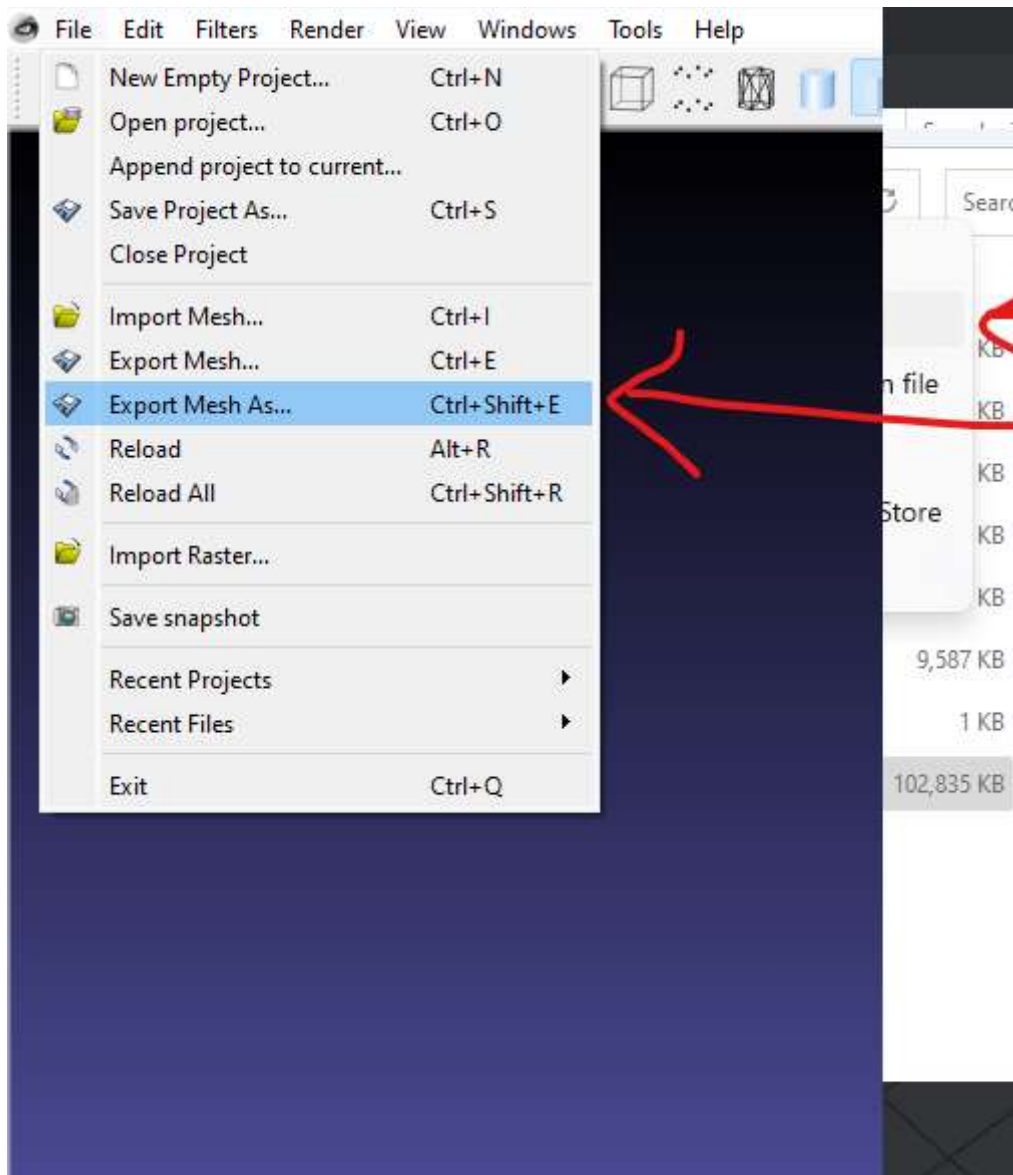 File Edit Filters Render View Windows Tools Help
New Empty Project... Ctrl+N
Open project... Ctrl+O
Append project to current...
Save Project As... Ctrl+S
Close Project
Import Mesh... Ctrl+I
Export Mesh... Ctrl+E
Export Mesh As... Ctrl+Shift+E
Reload Alt+R
Reload All Ctrl+Shift+R
Import Raster...
Save snapshot
Recent Projects
Recent Files
Exit Ctrl+Q
KB
n file
KB
KB
Store
KB
KB
9,587 KB
1 KB
102,835 KB